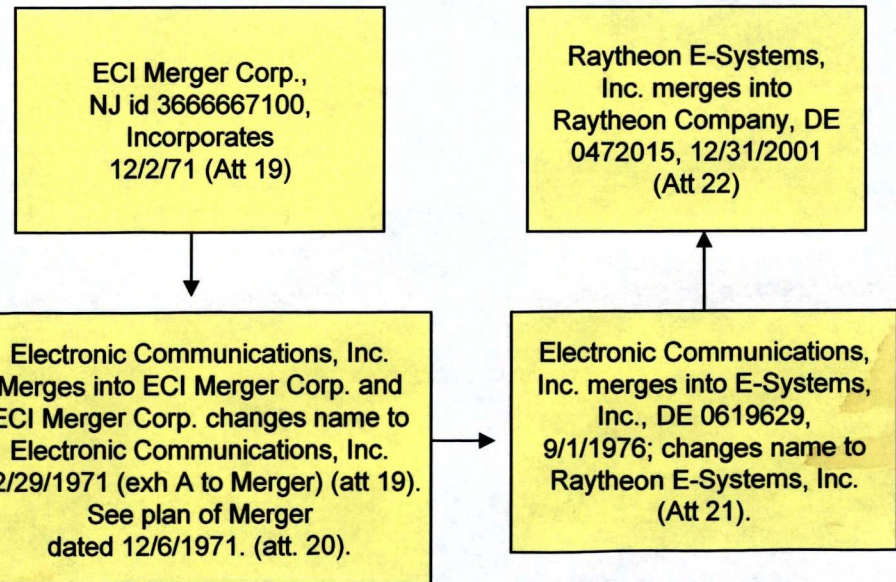 ECI Merger Corp.,
NJ id 3666667100,
Incorporates
12/2/71 (Att 19)
Electronic Communications, Inc.
Merges into ECI Merger Corp. and
ECI Merger Corp. changes name to
Electronic Communications, Inc.
2/29/1971 (exh A to Merger) (att 19).
See plan of Merger
dated 12/6/1971. (att. 20).
Electronic Communications,
Inc. merges into E-Systems,
Inc., DE 0619629,
9/1/1976; changes name to
Raytheon E-Systems, Inc.
(Att 21).
Raytheon E-Systems,
Inc. merges into
Raytheon Company, DE
0472015, 12/31/2001
(Att 22)